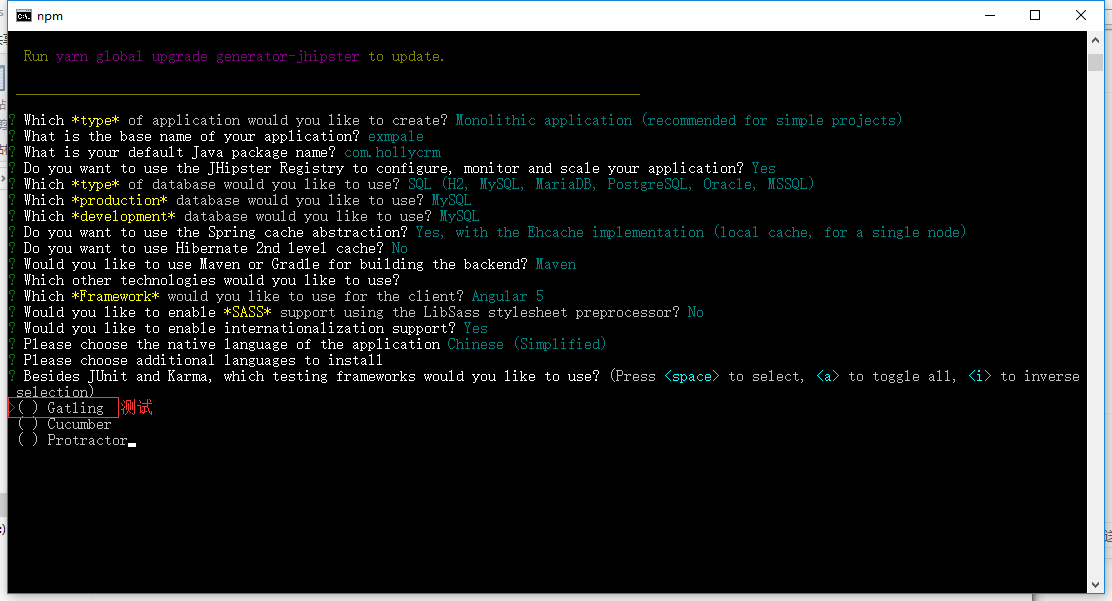 npm
Run yarn global upgrade generator-jhipster to update.
? Which *type* of application would you like to create? Monolithic application (recommended for simple projects)
? What is the base name of your application? exmpale
? What is your default Java package name? com.hollycrm
? Do you want to use the JHipster Registry to configure, monitor and scale your application? Yes
? Which *type* of database would you like to use? SQL (H2, MySQL, MariaDB, PostgreSQL, Oracle, MSSQL)
? Which *production* database would you like to use? MySQL
? Which *development* database would you like to use? MySQL
? Do you want to use the Spring cache abstraction? Yes, with the Ehcache implementation (local cache, for a single node)
? Do you want to use Hibernate 2nd level cache? No
? Would you like to use Maven or Gradle for building the backend? Maven
? Which other technologies would you like to use?
? Which *Framework* would you like to use for the client? Angular 5
? Would you like to enable *SASS* support using the LibSass stylesheet preprocessor? No
? Would you like to enable internationalization support? Yes
? Please choose the native language of the application Chinese (Simplified)
? Please choose additional languages to install
? Besides JUnit and Karma, which testing frameworks would you like to use? (Press <space> to select, <a> to toggle all, <i> to inverse
selection)
>( ) Gatling 测试
( ) Cucumber
( ) Protractor